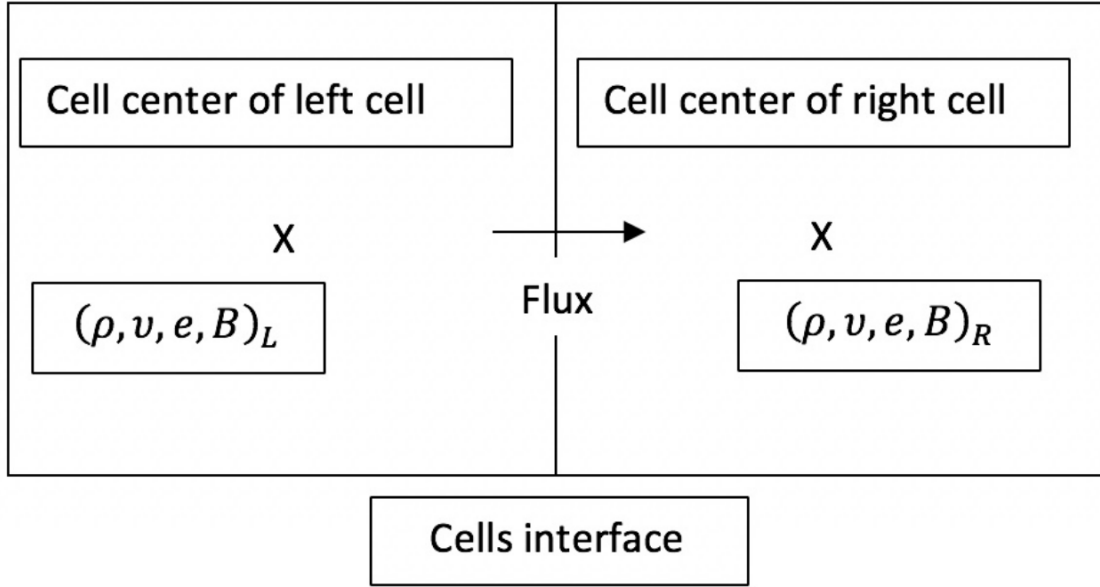 Cell center of left cell
Cell center of right cell
X
X
Flux
(ρ, υ, e, B)_L
(ρ, υ, e, B)_R
Cells interface